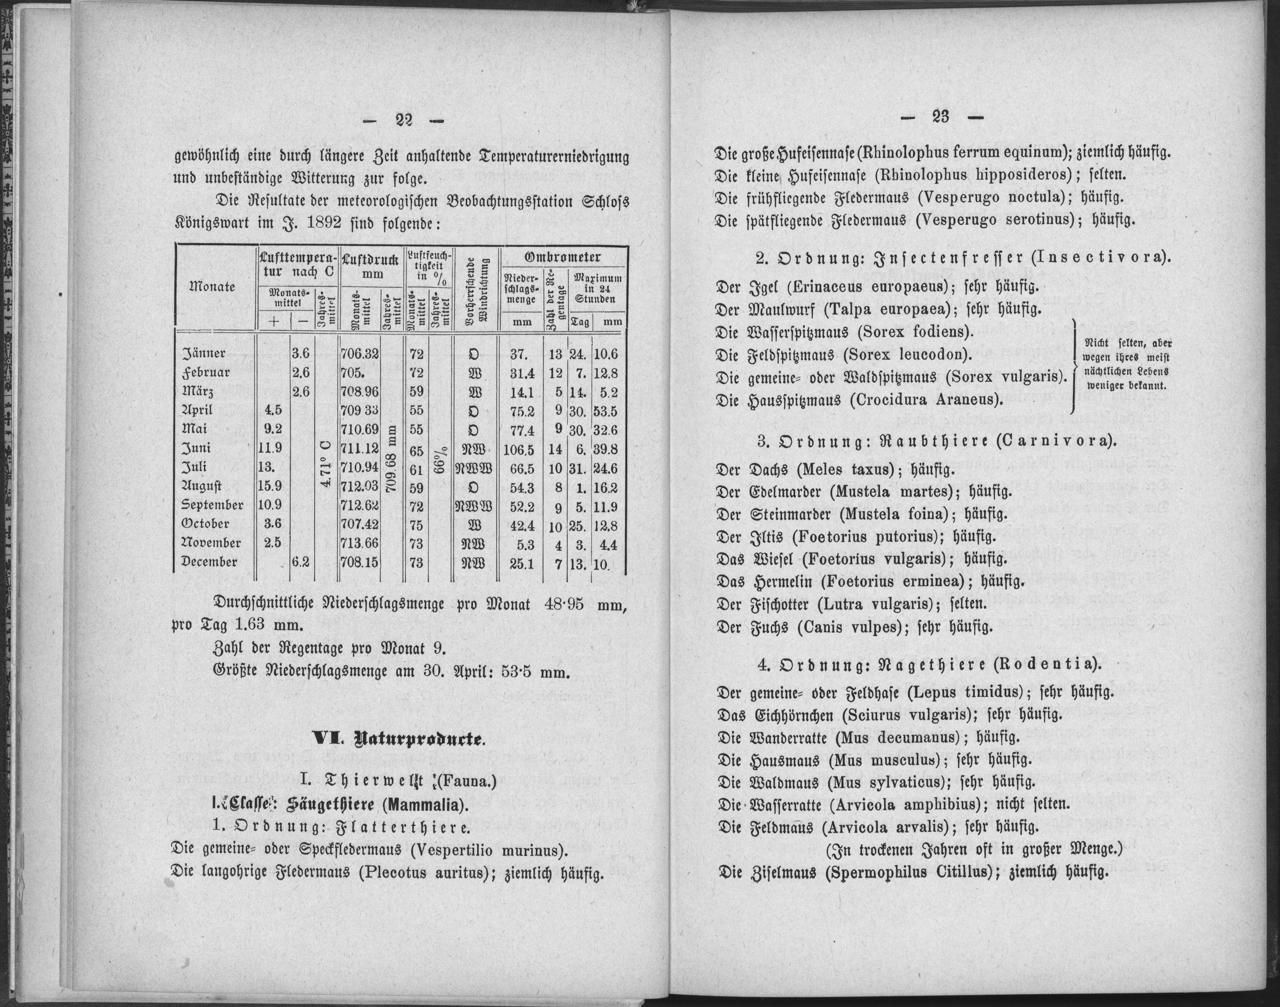 — 22 —
gewöhnlich eine durch längere Zeit anhaltende Temperaturerniedrigung
und unbeständige Witterung zur folge.
Die Resultate der meteorologischen Beobachtungsstation Schloss
Königswart im J. 1892 sind folgende:
Monate | Lufttemperatur nach C | Luftdruck mm | Luftfeuchtigkeit in % | Vorherrschende Windrichtung | Ombrometer
Monatsmittel + − | Jahresmittel | Monatsmittel | Jahresmittel | Monatsmittel | Jahresmittel | Niederschlagsmenge mm | Zahl der Regentage | Maximum in 24 Stunden Tag mm
Jänner 3.6 706.32 72 O 37. 13 24. 10.6
Februar 2.6 705. 72 W 31.4 12 7. 12.8
März 2.6 708.96 59 W 14.1 5 14. 5.2
April 4.5 709 33 55 O 75.2 9 30. 53.5
Mai 9.2 710.69 55 O 77.4 9 30. 32.6
Juni 11.9 711.12 65 NW 106.5 14 6. 39.8
Juli 13. 710.94 61 NWW 66.5 10 31. 24.6
August 15.9 712.03 59 O 54.3 8 1. 16.2
September 10.9 712.62 72 NWW 52.2 9 5. 11.9
October 3.6 707.42 75 W 42.4 10 25. 12.8
November 2.5 713.66 73 NW 5.3 4 3. 4.4
December 6.2 708.15 73 NW 25.1 7 13. 10.
4.71° C
709.68 mm
66%
Durchschnittliche Niederschlagsmenge pro Monat 48·95 mm,
pro Tag 1.63 mm.
Zahl der Regentage pro Monat 9.
Größte Niederschlagsmenge am 30. April: 53·5 mm.
VI. Naturproducte.
I. Thierwelt (Fauna.)
I. Classe: Säugethiere (Mammalia).
1. Ordnung: Flatterthiere.
Die gemeine- oder Speckfledermaus (Vespertilio murinus).
Die langohrige Fledermaus (Plecotus auritus); ziemlich häufig.
— 23 —
Die große Hufeisennase (Rhinolophus ferrum equinum); ziemlich häufig.
Die kleine Hufeisennase (Rhinolophus hipposideros); selten.
Die frühfliegende Fledermaus (Vesperugo noctula); häufig.
Die spätfliegende Fledermaus (Vesperugo serotinus); häufig.
2. Ordnung: Insectenfresser (Insectivora).
Der Igel (Erinaceus europaeus); sehr häufig.
Der Maulwurf (Talpa europaea); sehr häufig.
Die Wasserspitzmaus (Sorex fodiens).
Die Feldspitzmaus (Sorex leucodon).
Die gemeine- oder Waldspitzmaus (Sorex vulgaris).
Die Hausspitzmaus (Crocidura Araneus).
Nicht selten, aber
wegen ihres meist
nächtlichen Lebens
weniger bekannt.
3. Ordnung: Raubthiere (Carnivora).
Der Dachs (Meles taxus); häufig.
Der Edelmarder (Mustela martes); häufig.
Der Steinmarder (Mustela foina); häufig.
Der Iltis (Foetorius putorius); häufig.
Das Wiesel (Foetorius vulgaris); häufig.
Das Hermelin (Foetorius erminea); häufig.
Der Fischotter (Lutra vulgaris); selten.
Der Fuchs (Canis vulpes); sehr häufig.
4. Ordnung: Nagethiere (Rodentia).
Der gemeine- oder Feldhase (Lepus timidus); sehr häufig.
Das Eichhörnchen (Sciurus vulgaris); sehr häufig.
Die Wanderratte (Mus decumanus); häufig.
Die Hausmaus (Mus musculus); sehr häufig.
Die Waldmaus (Mus sylvaticus); sehr häufig.
Die Wasserratte (Arvicola amphibius); nicht selten.
Die Feldmaus (Arvicola arvalis); sehr häufig.
(In trockenen Jahren oft in großer Menge.)
Die Ziselmaus (Spermophilus Citillus); ziemlich häufig.